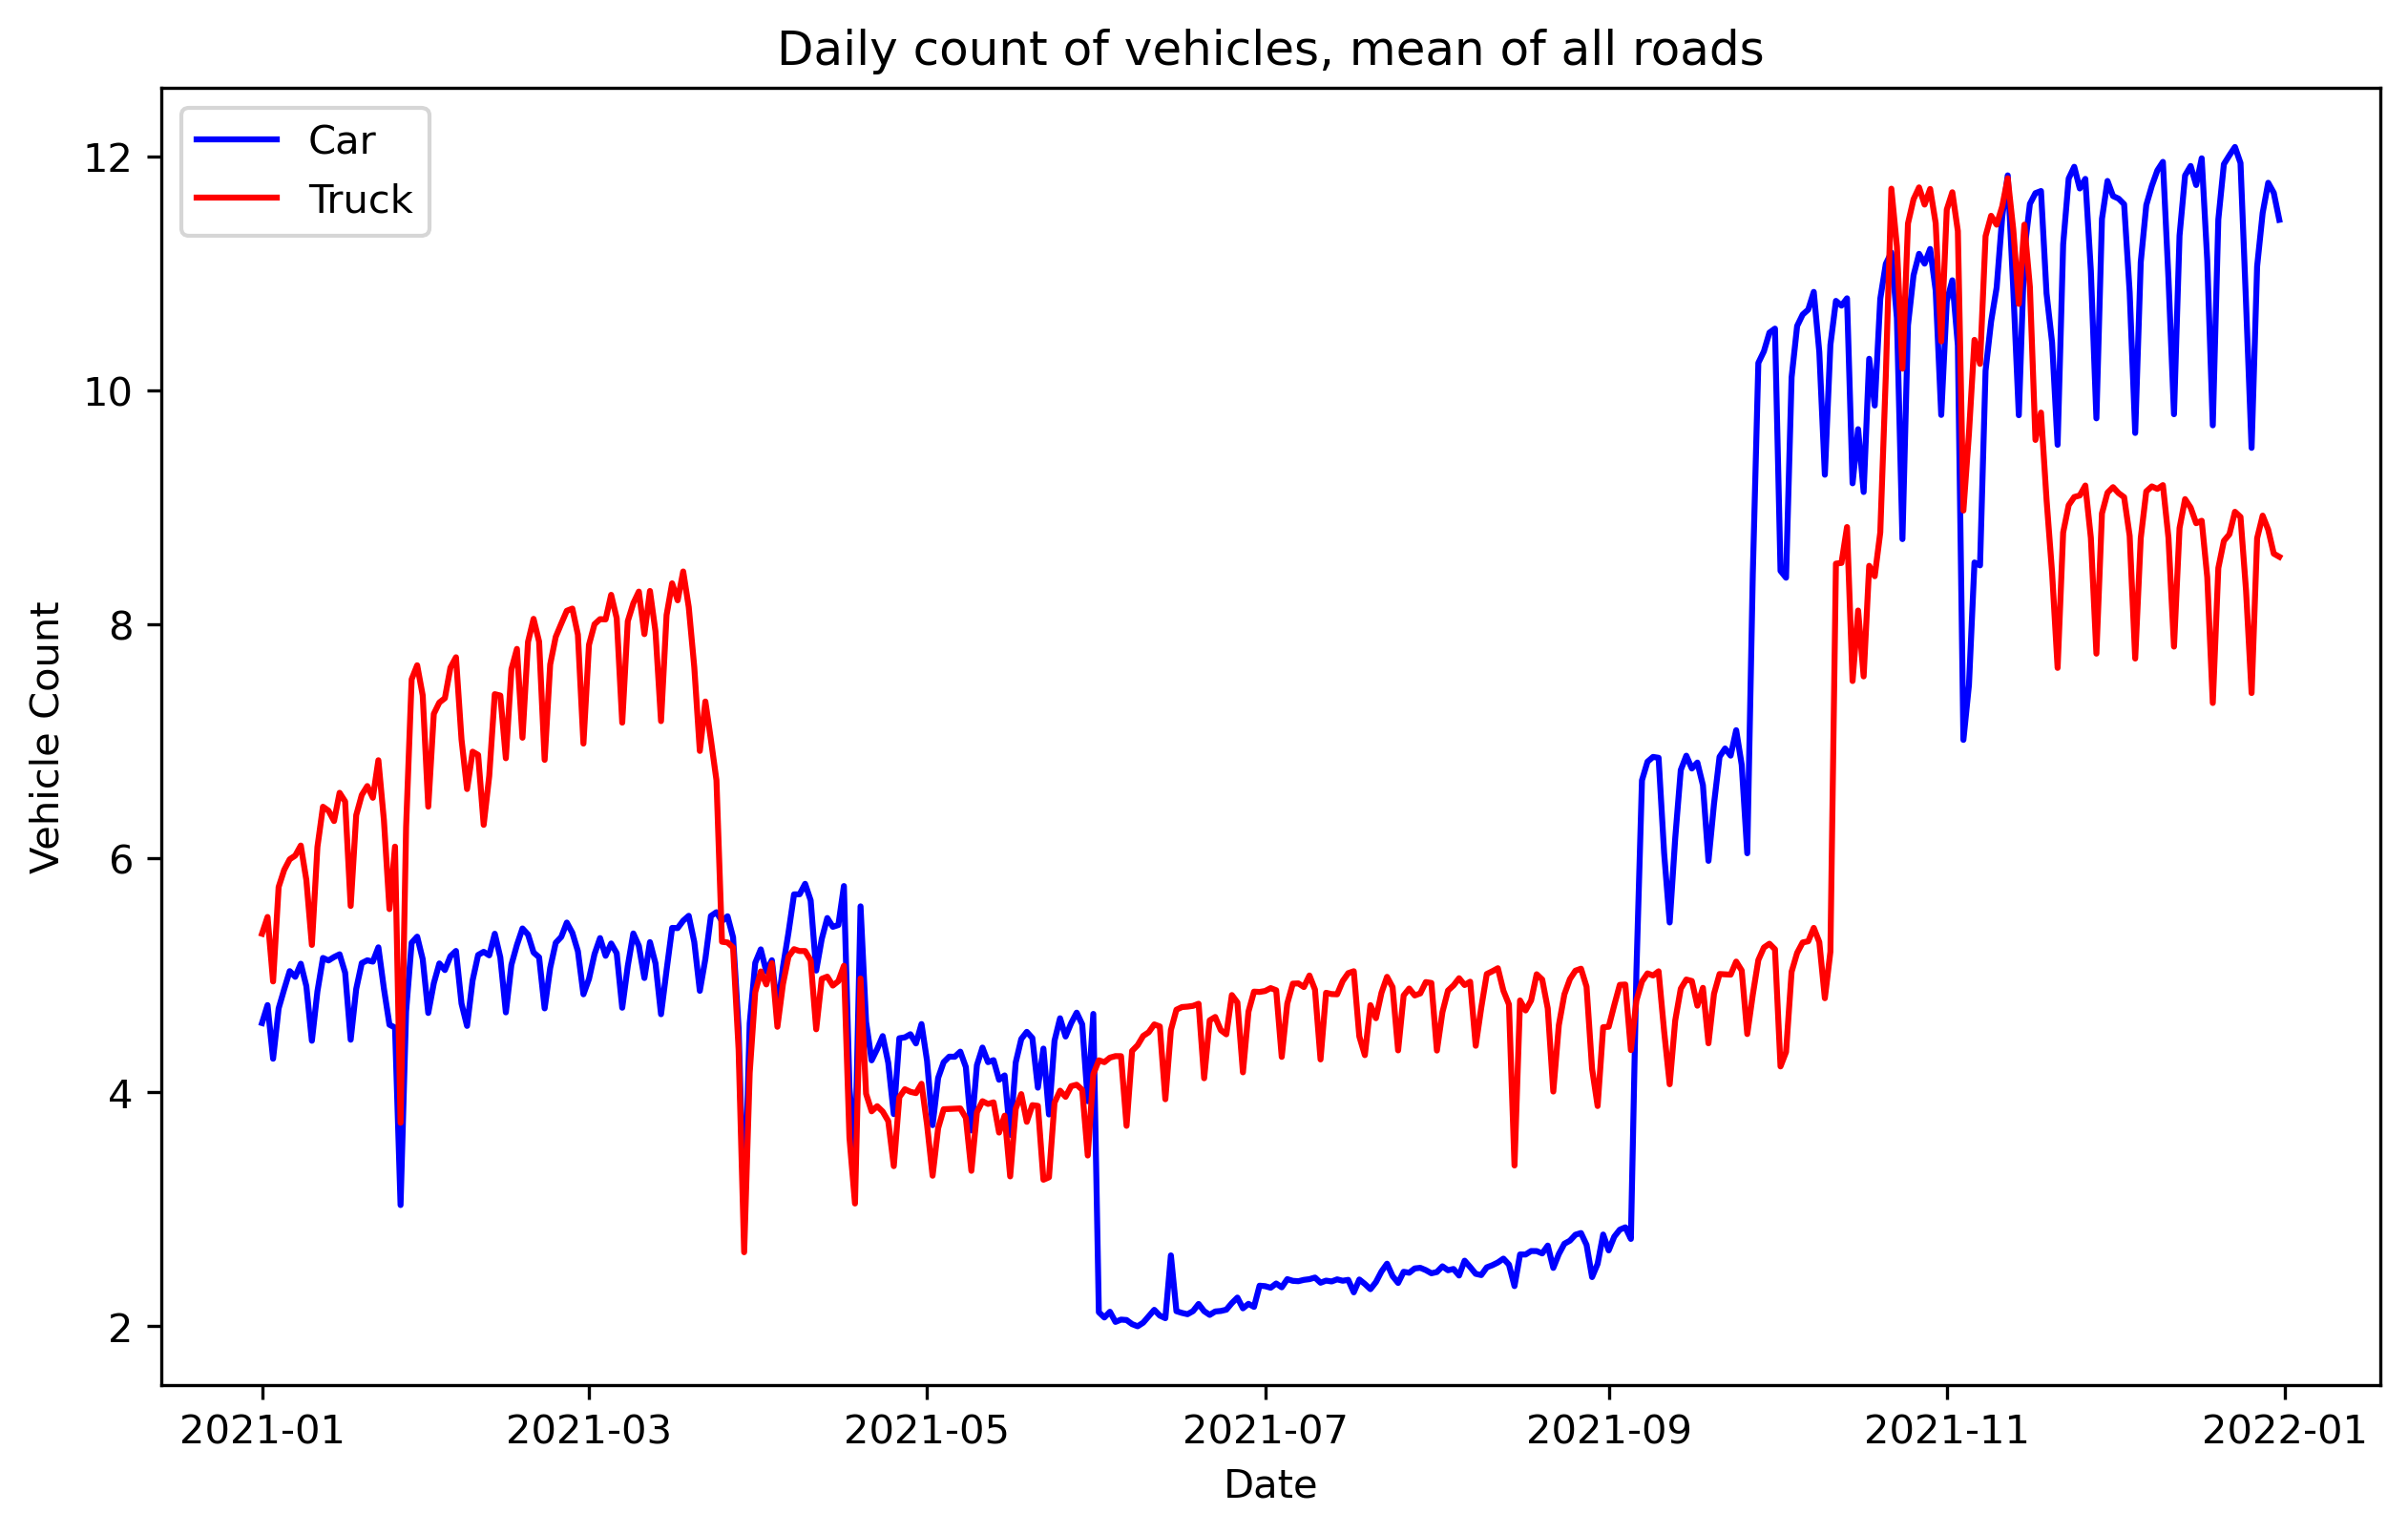 Daily count of vehicles, mean of all roads
Car
Truck
12
10
8
6
4
2
Vehicle Count
2021-01 2021-03 2021-05 2021-07 2021-09 2021-11 2022-01
Date